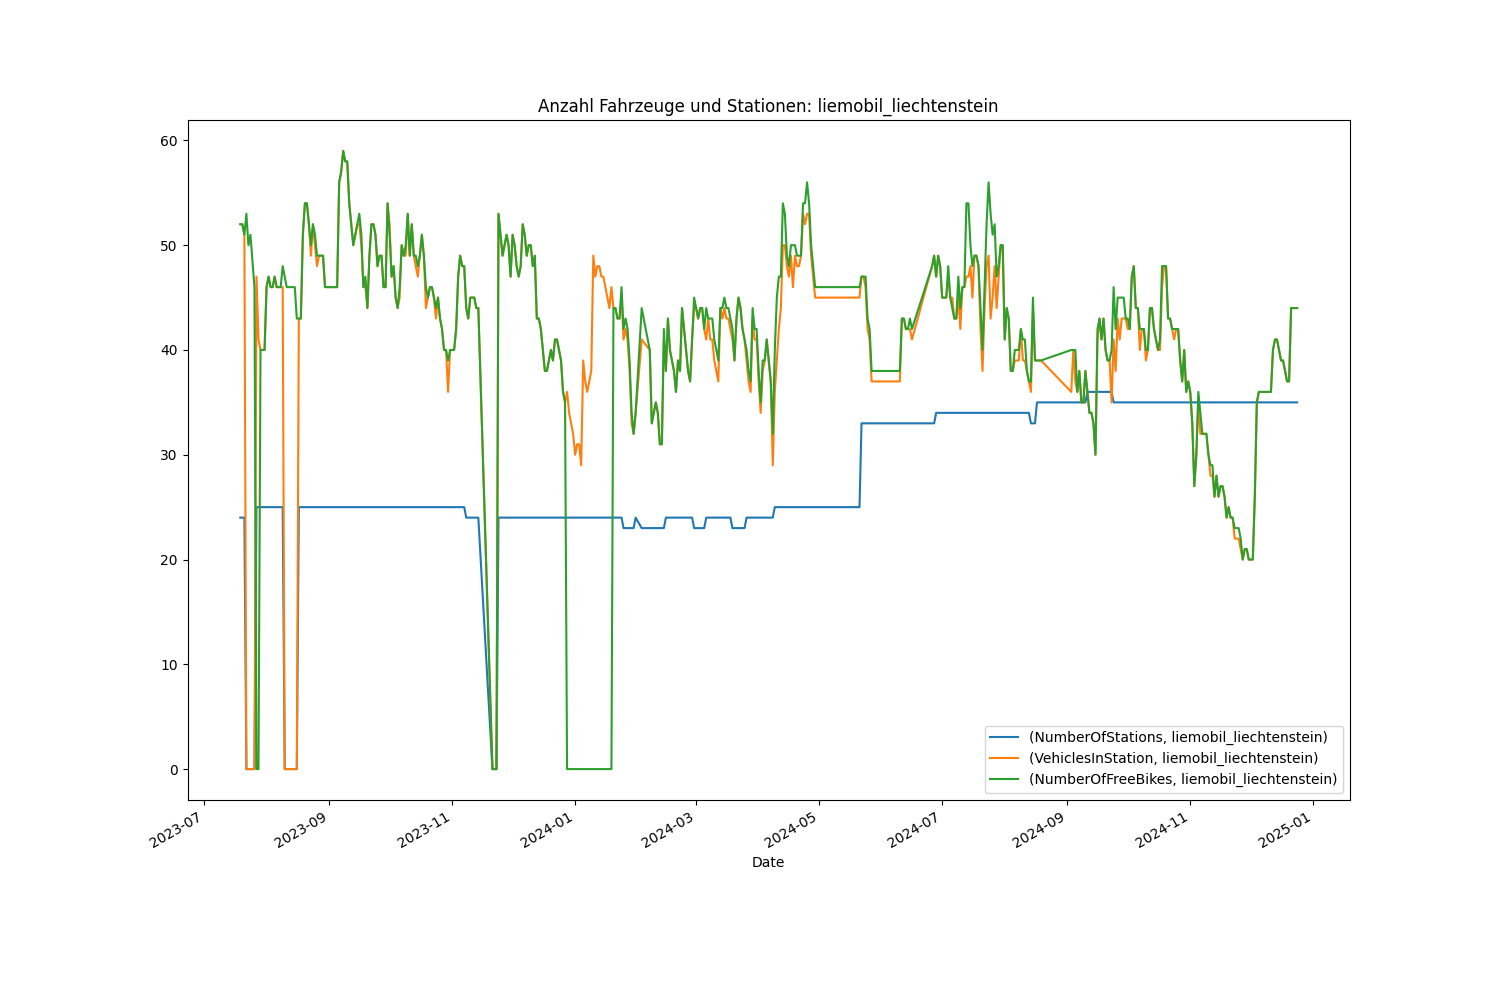 Anzahl Fahrzeuge und Stationen: liemobil_liechtenstein
60
50
40
30
20
10
0
(NumberOfStations, liemobil_liechtenstein)
(VehiclesInStation, liemobil_liechtenstein)
(NumberOfFreeBikes, liemobil_liechtenstein)
2023-07 2023-09 2023-11 2024-01 2024-03 2024-05 2024-07 2024-09 2024-11 2025-01
Date